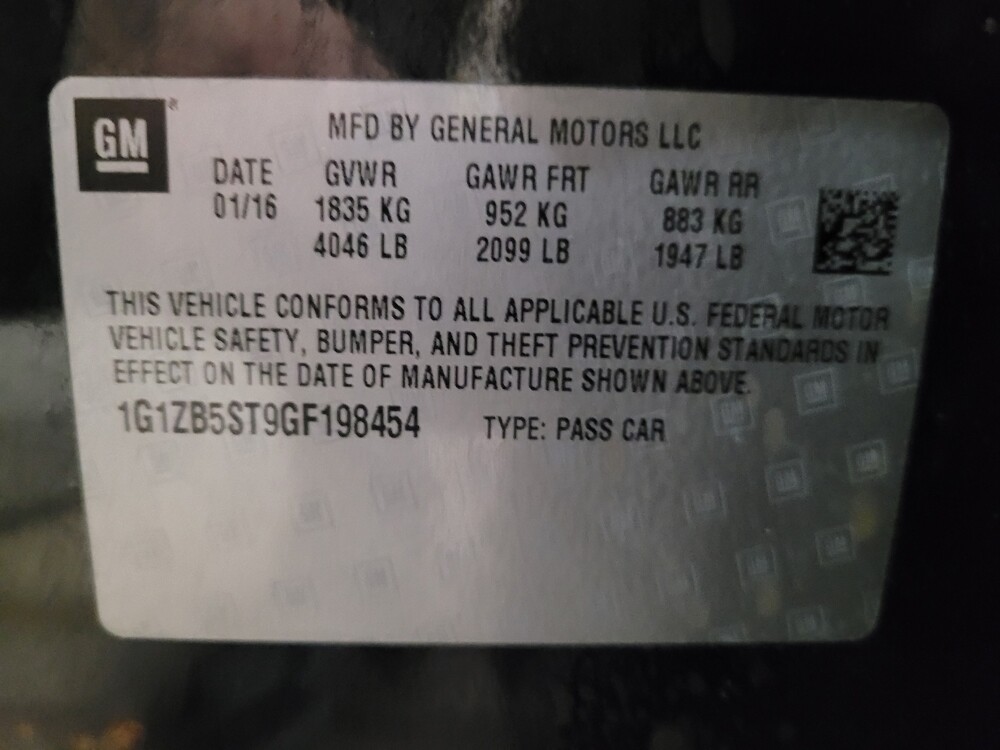 GM
MFD BY GENERAL MOTORS LLC
DATE GVWR GAWR FRT GAWR RR
01/16 1835 KG 952 KG 883 KG
4046 LB 2099 LB 1947 LB
THIS VEHICLE CONFORMS TO ALL APPLICABLE U.S. FEDERAL MOTOR
VEHICLE SAFETY, BUMPER, AND THEFT PREVENTION STANDARDS IN
EFFECT ON THE DATE OF MANUFACTURE SHOWN ABOVE.
1G1ZB5ST9GF198454 TYPE: PASS CAR